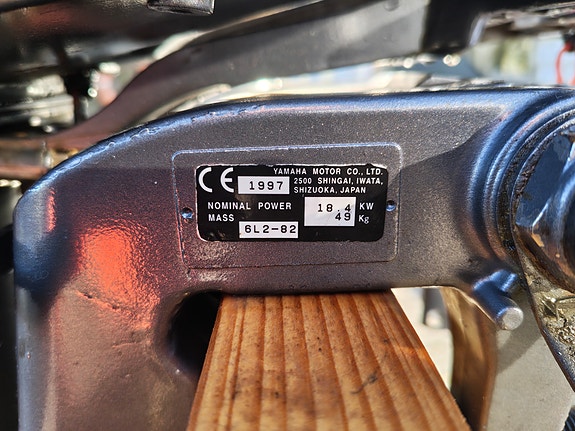 CE 1997 YAMAHA MOTOR CO., LTD.
2500 SHINGAI, IWATA,
SHIZUOKA, JAPAN
NOMINAL POWER 18.4 KW
MASS 49 Kg
6L2-82